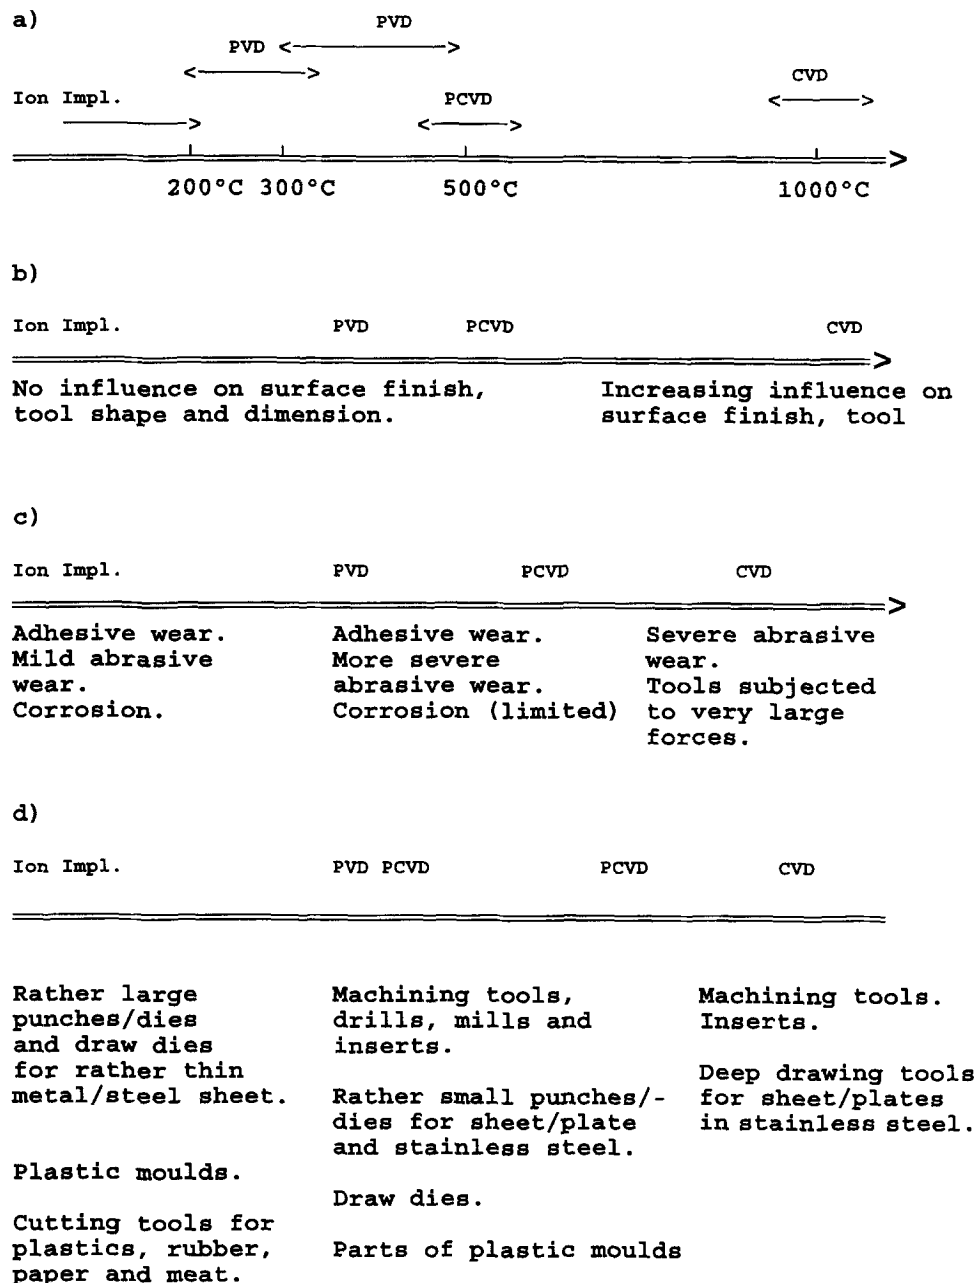 a)
PVD
PVD
CVD
Ion Impl.
PCVD
200°C 300°C 500°C 1000°C
b)
Ion Impl. PVD PCVD CVD
No influence on surface finish,
tool shape and dimension.
Increasing influence on
surface finish, tool
c)
Ion Impl. PVD PCVD CVD
Adhesive wear.
Mild abrasive
wear.
Corrosion.
Adhesive wear.
More severe
abrasive wear.
Corrosion (limited)
Severe abrasive
wear.
Tools subjected
to very large
forces.
d)
Ion Impl. PVD PCVD PCVD CVD
Rather large
punches/dies
and draw dies
for rather thin
metal/steel sheet.
Plastic moulds.
Cutting tools for
plastics, rubber,
paper and meat.
Machining tools,
drills, mills and
inserts.
Rather small punches/-
dies for sheet/plate
and stainless steel.
Draw dies.
Parts of plastic moulds
Machining tools.
Inserts.
Deep drawing tools
for sheet/plates
in stainless steel.